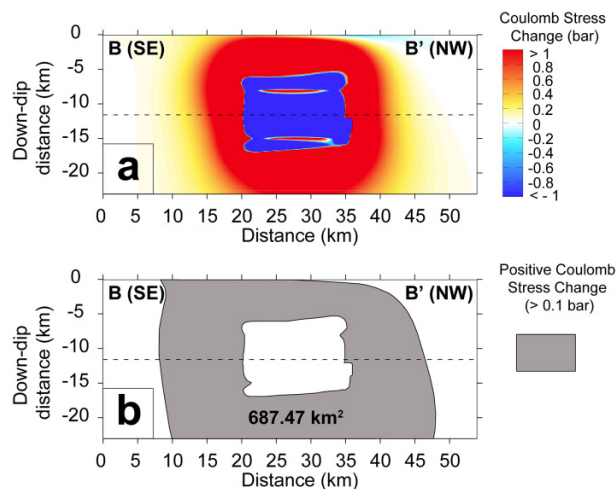 B (SE) B' (NW)
0
-5
-10
-15
-20
Down-dip
distance (km)
a
0 5 10 15 20 25 30 35 40 45 50
Distance (km)
Coulomb Stress
Change (bar)
> 1
0.8
0.6
0.4
0.2
0
-0.2
-0.4
-0.6
-0.8
< - 1
B (SE) B' (NW)
0
-5
-10
-15
-20
Down-dip
distance (km)
b
687.47 km²
0 5 10 15 20 25 30 35 40 45 50
Distance (km)
Positive Coulomb
Stress Change
(> 0.1 bar)